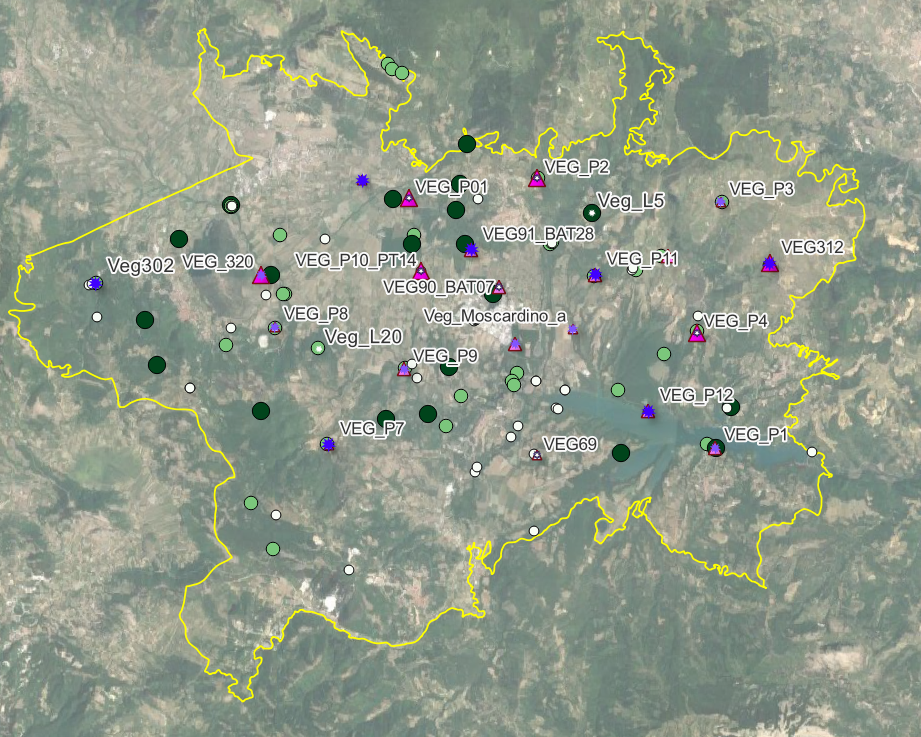 VEG_P2
VEG_P01
VEG_P3
Veg_L5
VEG91_BAT28
VEG312
VEG_320
VEG_P10_PT14
VEG_P11
Veg302
VEG90_BAT07
VEG_P8
Veg_Moscardino_a
VEG_P4
Veg_L20
VEG_P9
VEG_P12
VEG_P7
VEG_P1
VEG69